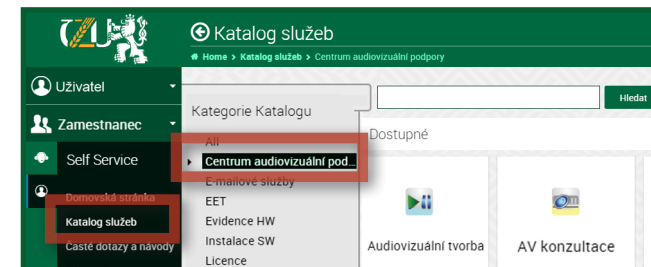 ČZU
Katalog služeb
Home > Katalog služeb > Centrum audiovizuální podpory
Uživatel
Zamestnanec
Self Service
Domovská stránka
Katalog služeb
Časté dotazy a návody
Kategorie Katalogu
All
Centrum audiovizuální pod...
E-mailové služby
EET
Evidence HW
Instalace SW
Licence
Hledat
Dostupné
Audiovizuální tvorba
AV konzultace